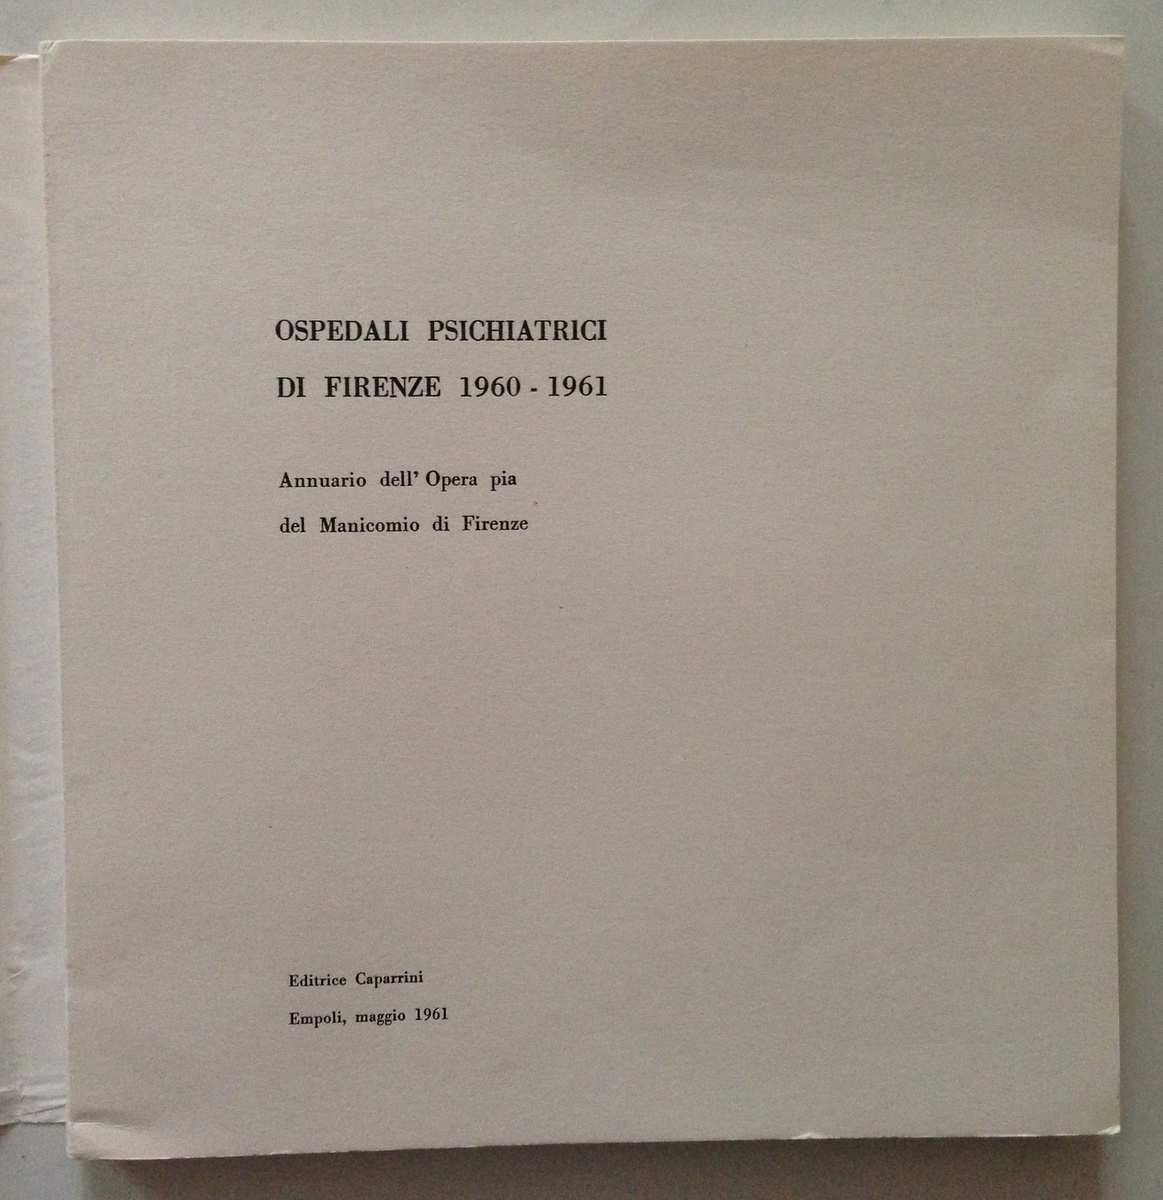 OSPEDALI PSICHIATRICI
DI FIRENZE 1960 - 1961
Annuario dell' Opera pia
del Manicomio di Firenze
Editrice Caparrini
Empoli, maggio 1961